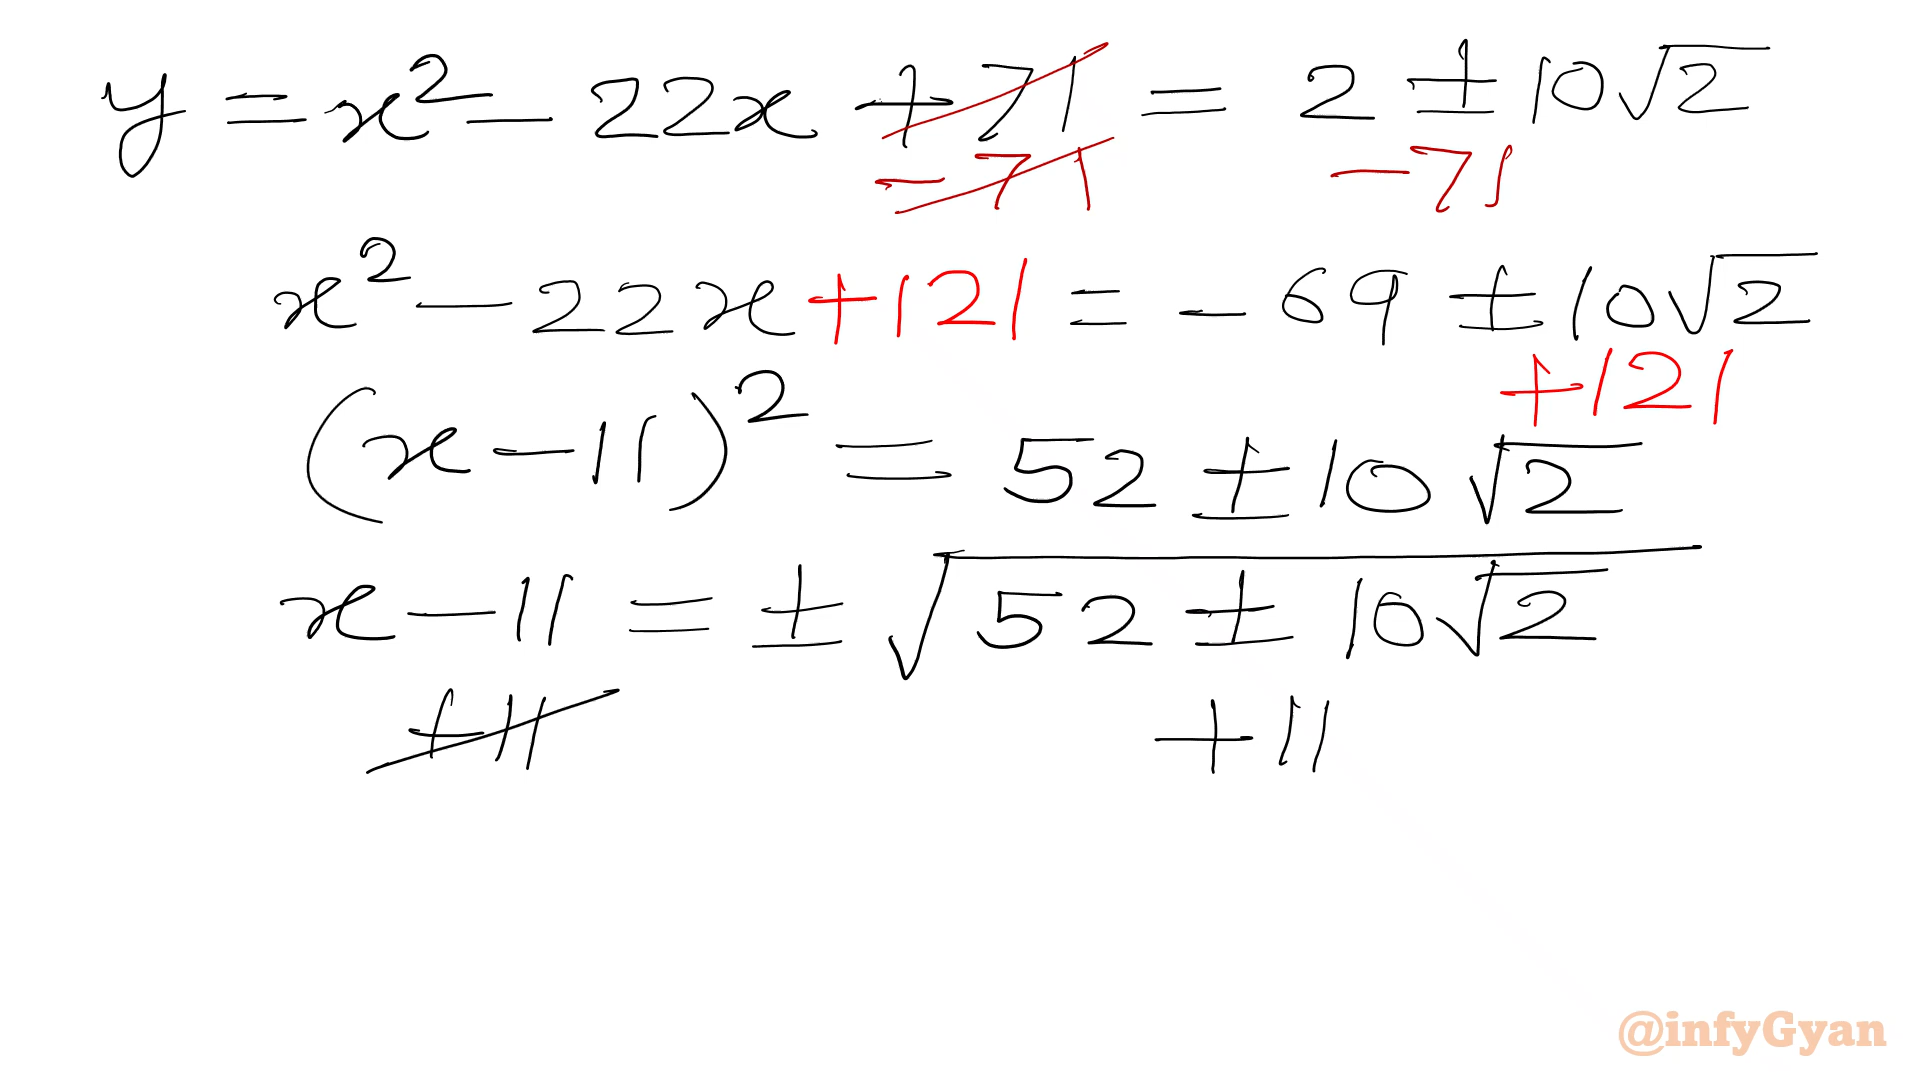 y = x² - 22x + 71 = 2 ± 10√2
- 71 - 71
x² - 22x + 121 = - 69 ± 10√2
+ 121
(x - 11)² = 52 ± 10√2
x - 11 = ± √(52 ± 10√2)
+ 11 + 11
@infyGyan